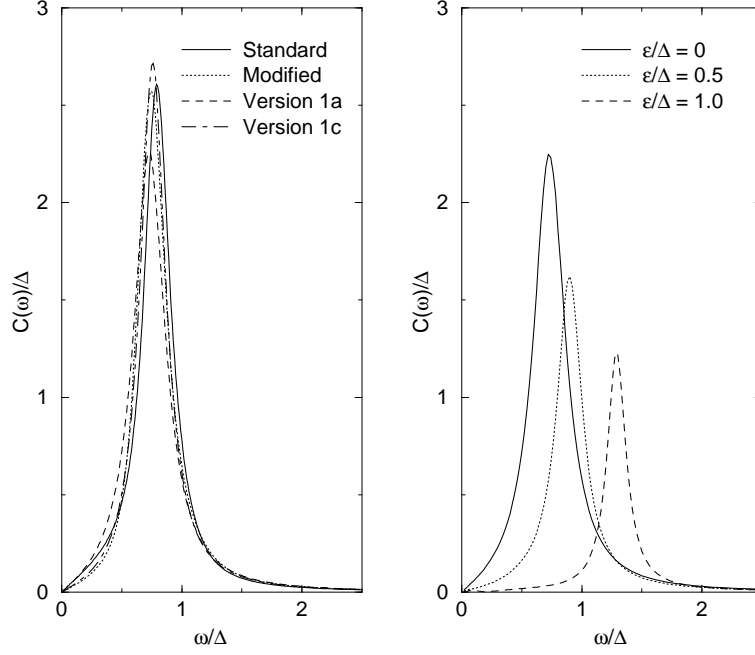 3
2
1
0
C(ω)/Δ
Standard
Modified
Version 1a
Version 1c
0
1
2
ω/Δ
3
2
1
0
C(ω)/Δ
ε/Δ = 0
ε/Δ = 0.5
ε/Δ = 1.0
0
1
2
ω/Δ